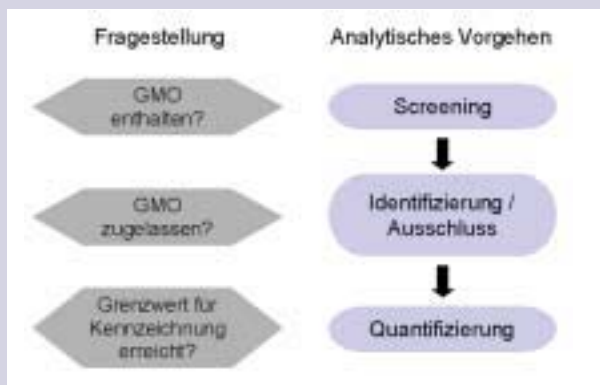 Fragestellung
Analytisches Vorgehen
GMO
enthalten?
Screening
GMO
zugelassen?
Identifizierung /
Ausschluss
Grenzwert für
Kennzeichnung
erreicht?
Quantifizierung